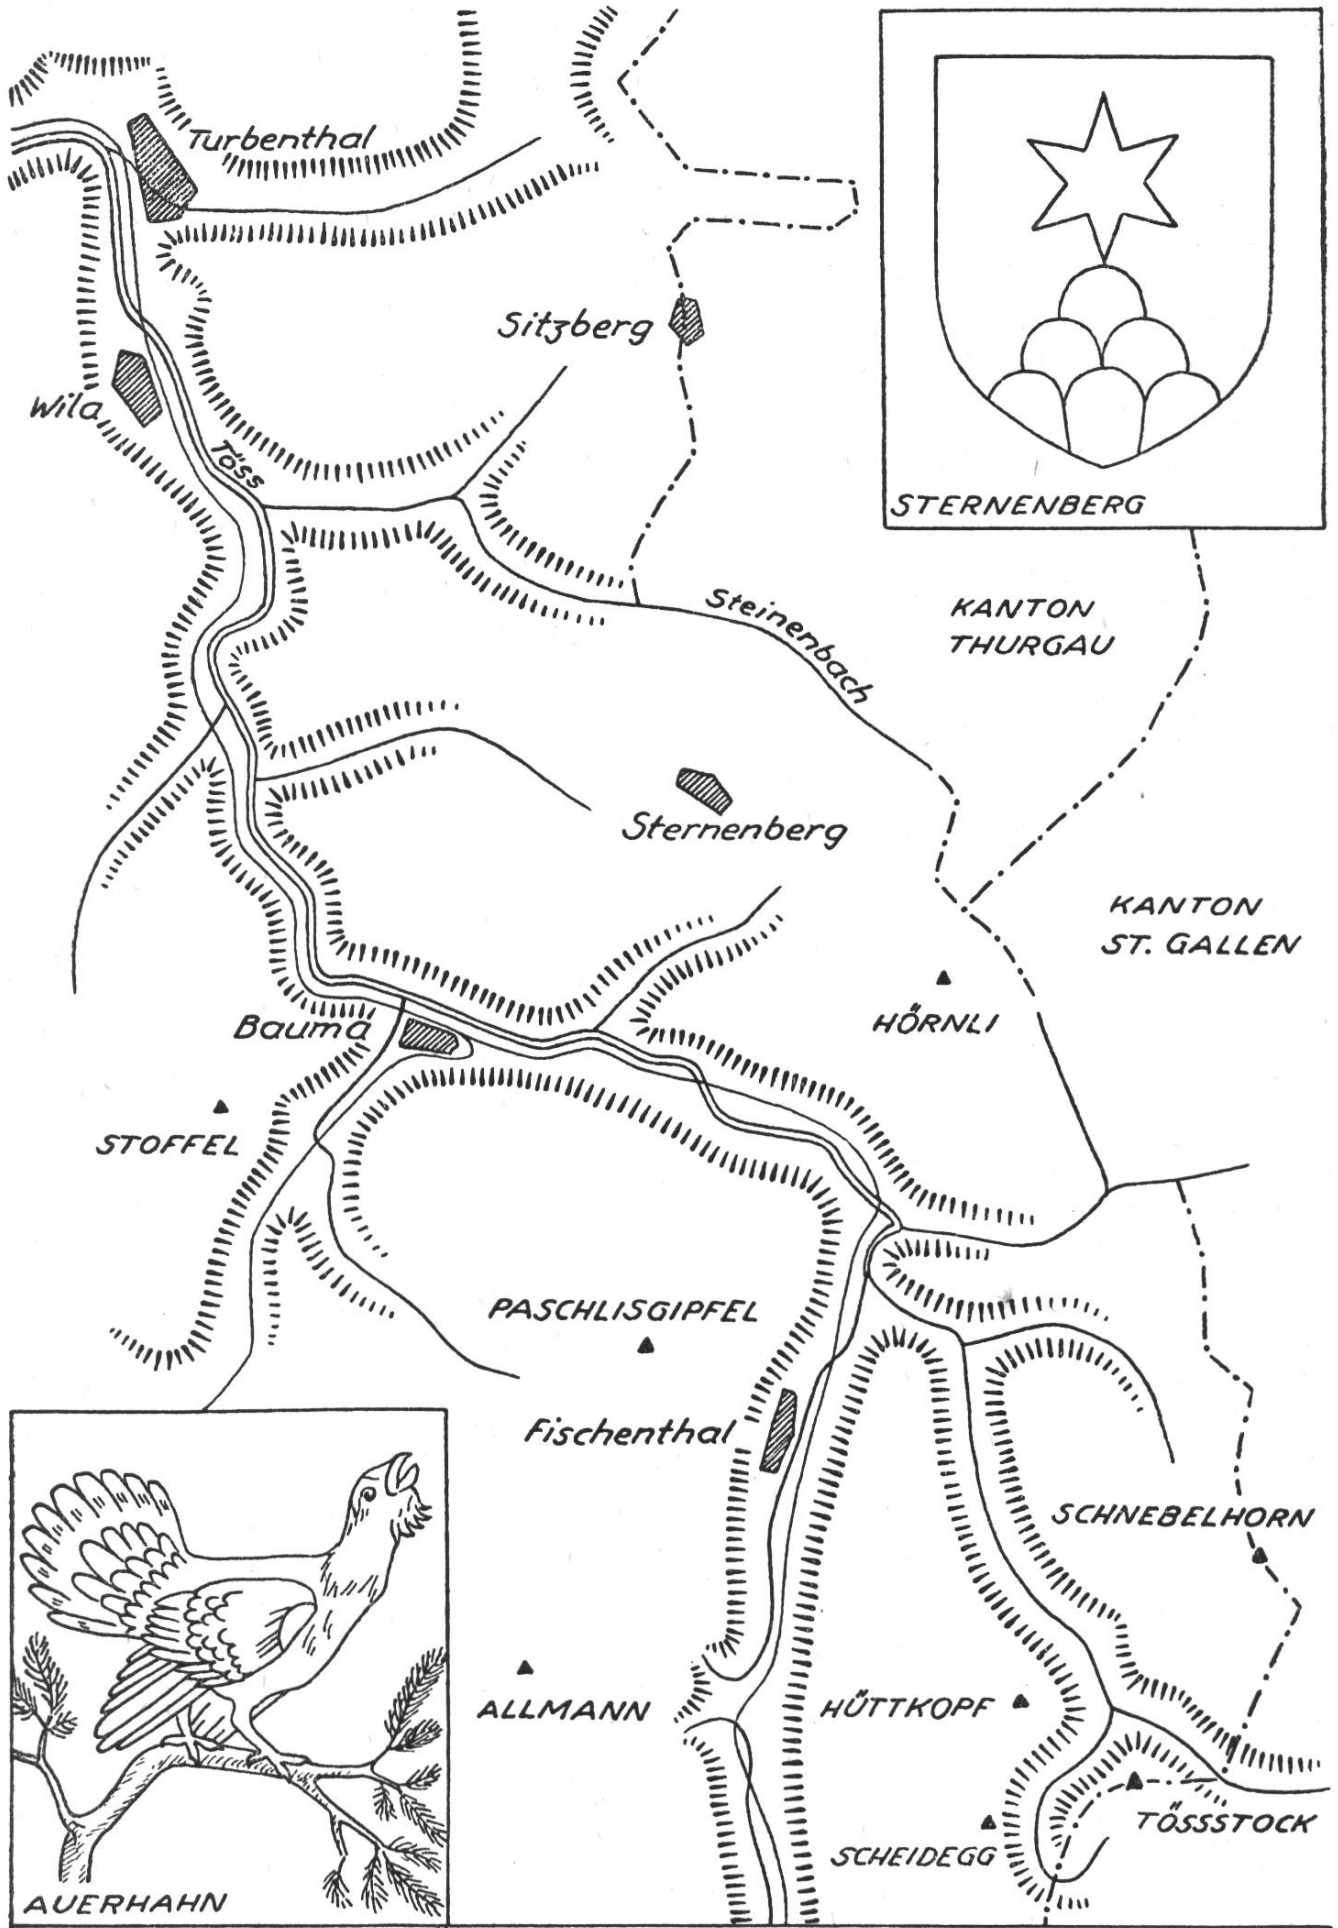 Turbenthal
Sitzberg
Wila
Töss
STERNENBERG
Steinenbach
KANTON
THURGAU
Sternenberg
KANTON
ST. GALLEN
HÖRNLI
Bauma
STOFFEL
PASCHLISGIPFEL
Fischenthal
SCHNEBELHORN
ALLMANN
HÜTTKOPF
TÖSSSTOCK
SCHEIDEGG
AUERHAHN